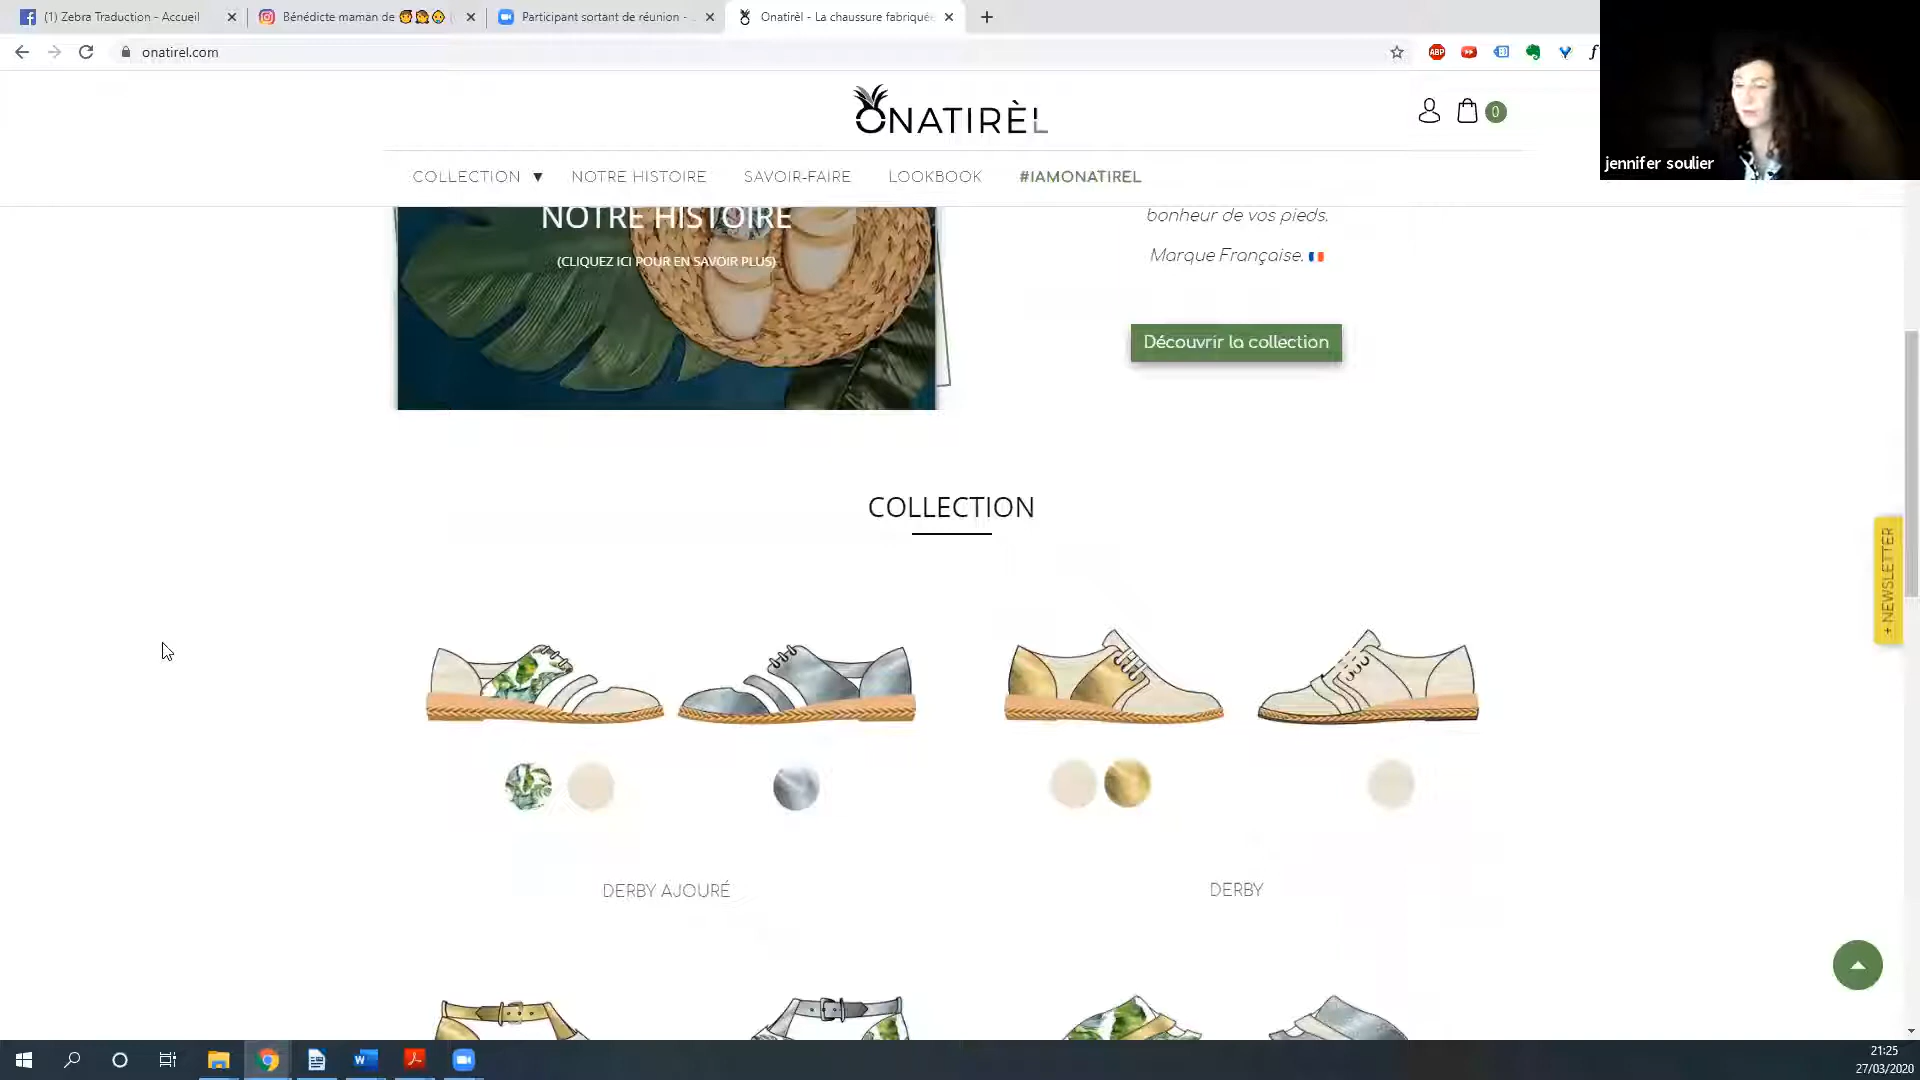 (1) Zebra Traduction - Accueil
Bénédicte maman de
Participant sortant de réunion -
Onatirèl - La chaussure fabriquée
onatirel.com
ABP
ONATIRÈL
0
jennifer soulier
COLLECTION ▼ NOTRE HISTOIRE SAVOIR-FAIRE LOOKBOOK #IAMONATIREL
NOTRE HISTOIRE
(CLIQUEZ ICI POUR EN SAVOIR PLUS)
bonheur de vos pieds.
Marque Française.
Découvrir la collection
COLLECTION
+ NEWSLETTER
DERBY AJOURÉ
DERBY
21:25
27/03/2020